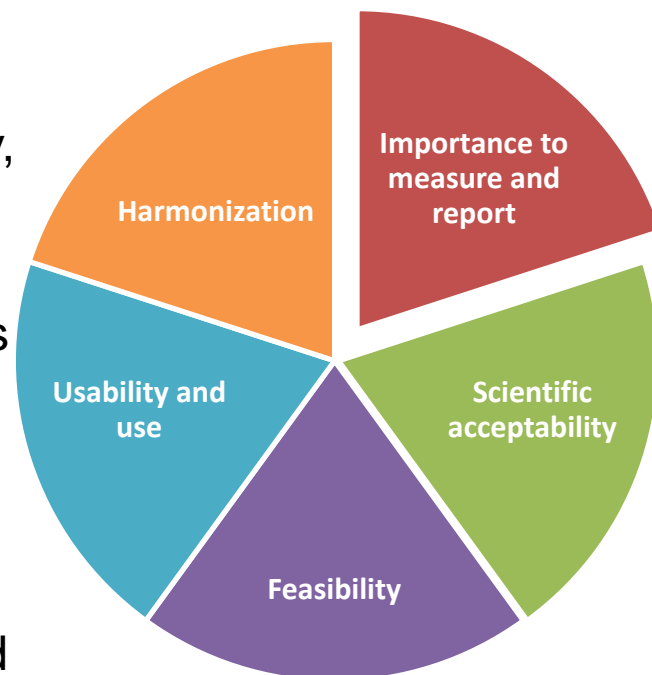 Importance to
measure and
report
Harmonization
Usability and
use
Scientific
acceptability
Feasibility